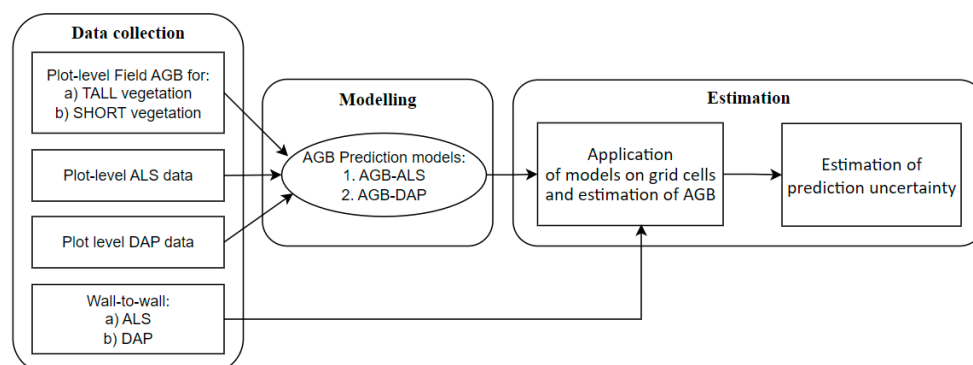 Data collection
Plot-level Field AGB for:
a) TALL vegetation
b) SHORT vegetation
Plot-level ALS data
Plot level DAP data
Wall-to-wall:
a) ALS
b) DAP
Modelling
AGB Prediction models:
1. AGB-ALS
2. AGB-DAP
Estimation
Application
of models on grid cells
and estimation of AGB
Estimation of
prediction uncertainty